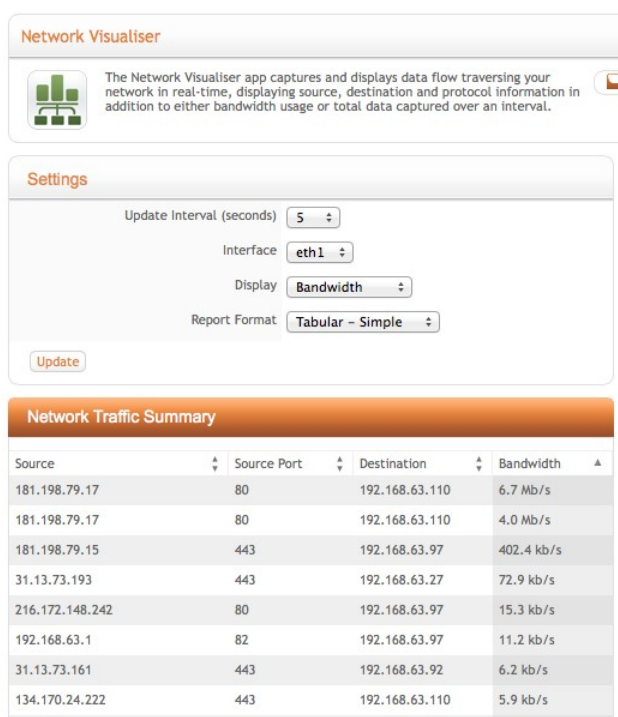 Network Visualiser
The Network Visualiser app captures and displays data flow traversing your
network in real-time, displaying source, destination and protocol information in
addition to either bandwidth usage or total data captured over an interval.
Settings
Update Interval (seconds) 5
Interface eth1
Display Bandwidth
Report Format Tabular – Simple
Update
Network Traffic Summary
Source Source Port Destination Bandwidth
181.198.79.17 80 192.168.63.110 6.7 Mb/s
181.198.79.17 80 192.168.63.110 4.0 Mb/s
181.198.79.15 443 192.168.63.97 402.4 kb/s
31.13.73.193 443 192.168.63.27 72.9 kb/s
216.172.148.242 80 192.168.63.97 15.3 kb/s
192.168.63.1 82 192.168.63.97 11.2 kb/s
31.13.73.161 443 192.168.63.92 6.2 kb/s
134.170.24.222 443 192.168.63.110 5.9 kb/s